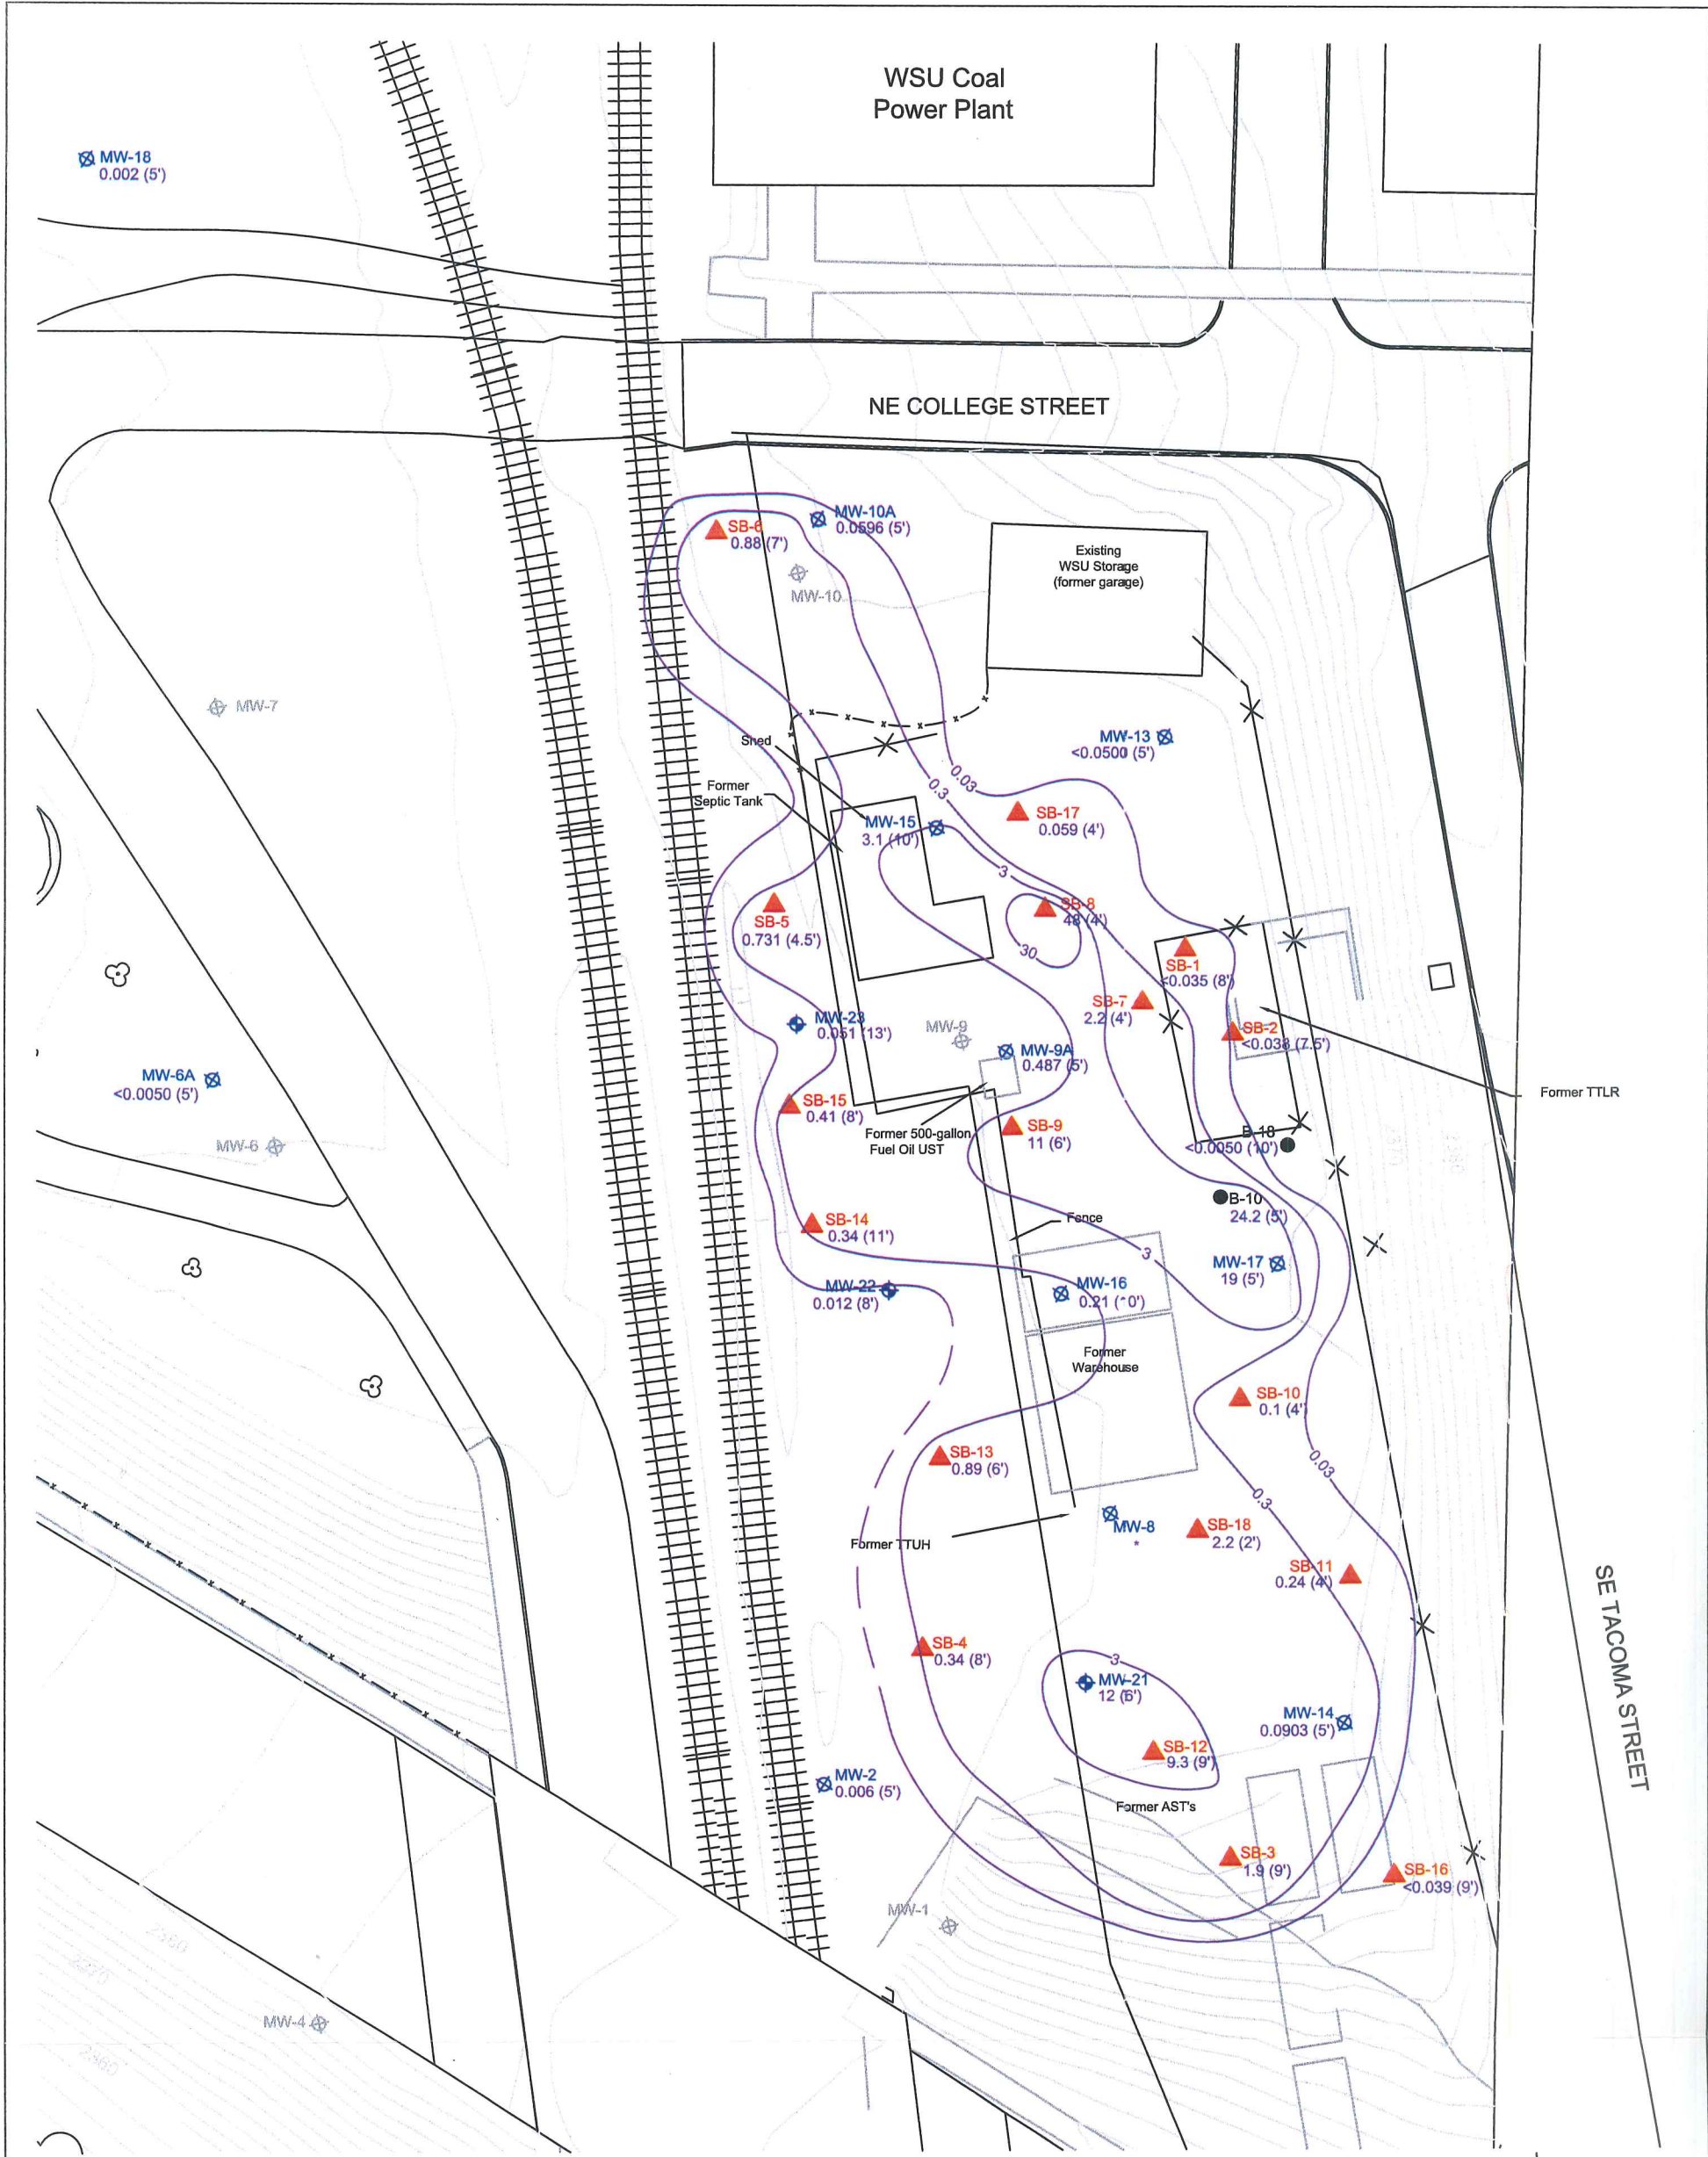 WSU Coal
Power Plant
MW-18
0.002 (5')
NE COLLEGE STREET
MW-10A
0.0596 (5')
SB-6
0.88 (7')
MW-10
Existing
WSU Storage
(former garage)
MW-7
MW-13
<0.0500 (5')
Shed
Former
Septic Tank
0.03
0.3
SB-17
0.059 (4')
MW-15
3.1 (10')
3
SB-8
48 (4')
30
SB-5
0.731 (4.5')
SB-1
<0.035 (8')
SB-7
2.2 (4')
MW-23
0.051 (13')
MW-9
SB-2
<0.038 (7.5')
MW-9A
0.487 (5')
MW-6A
<0.0050 (5')
Former TTLR
SB-15
0.41 (8')
SB-9
11 (6')
Former 500-gallon
Fuel Oil UST
B-18
<0.0050 (10')
MW-6
2370
2360
B-10
24.2 (5')
SB-14
0.34 (11')
Fence
3
MW-17
19 (5')
MW-22
0.012 (8')
MW-16
0.21 (10')
Former
Warehouse
SB-10
0.1 (4')
SB-13
0.89 (6')
0.03
0.3
MW-8
*
SB-18
2.2 (2')
Former TTUH
SB-11
0.24 (4')
SE TACOMA STREET
SB-4
0.34 (8')
3
MW-21
12 (6')
MW-14
0.0903 (5')
SB-12
9.3 (9')
MW-2
0.006 (5')
Former AST's
SB-3
1.9 (9')
SB-16
<0.039 (9')
MW-1
MW-4